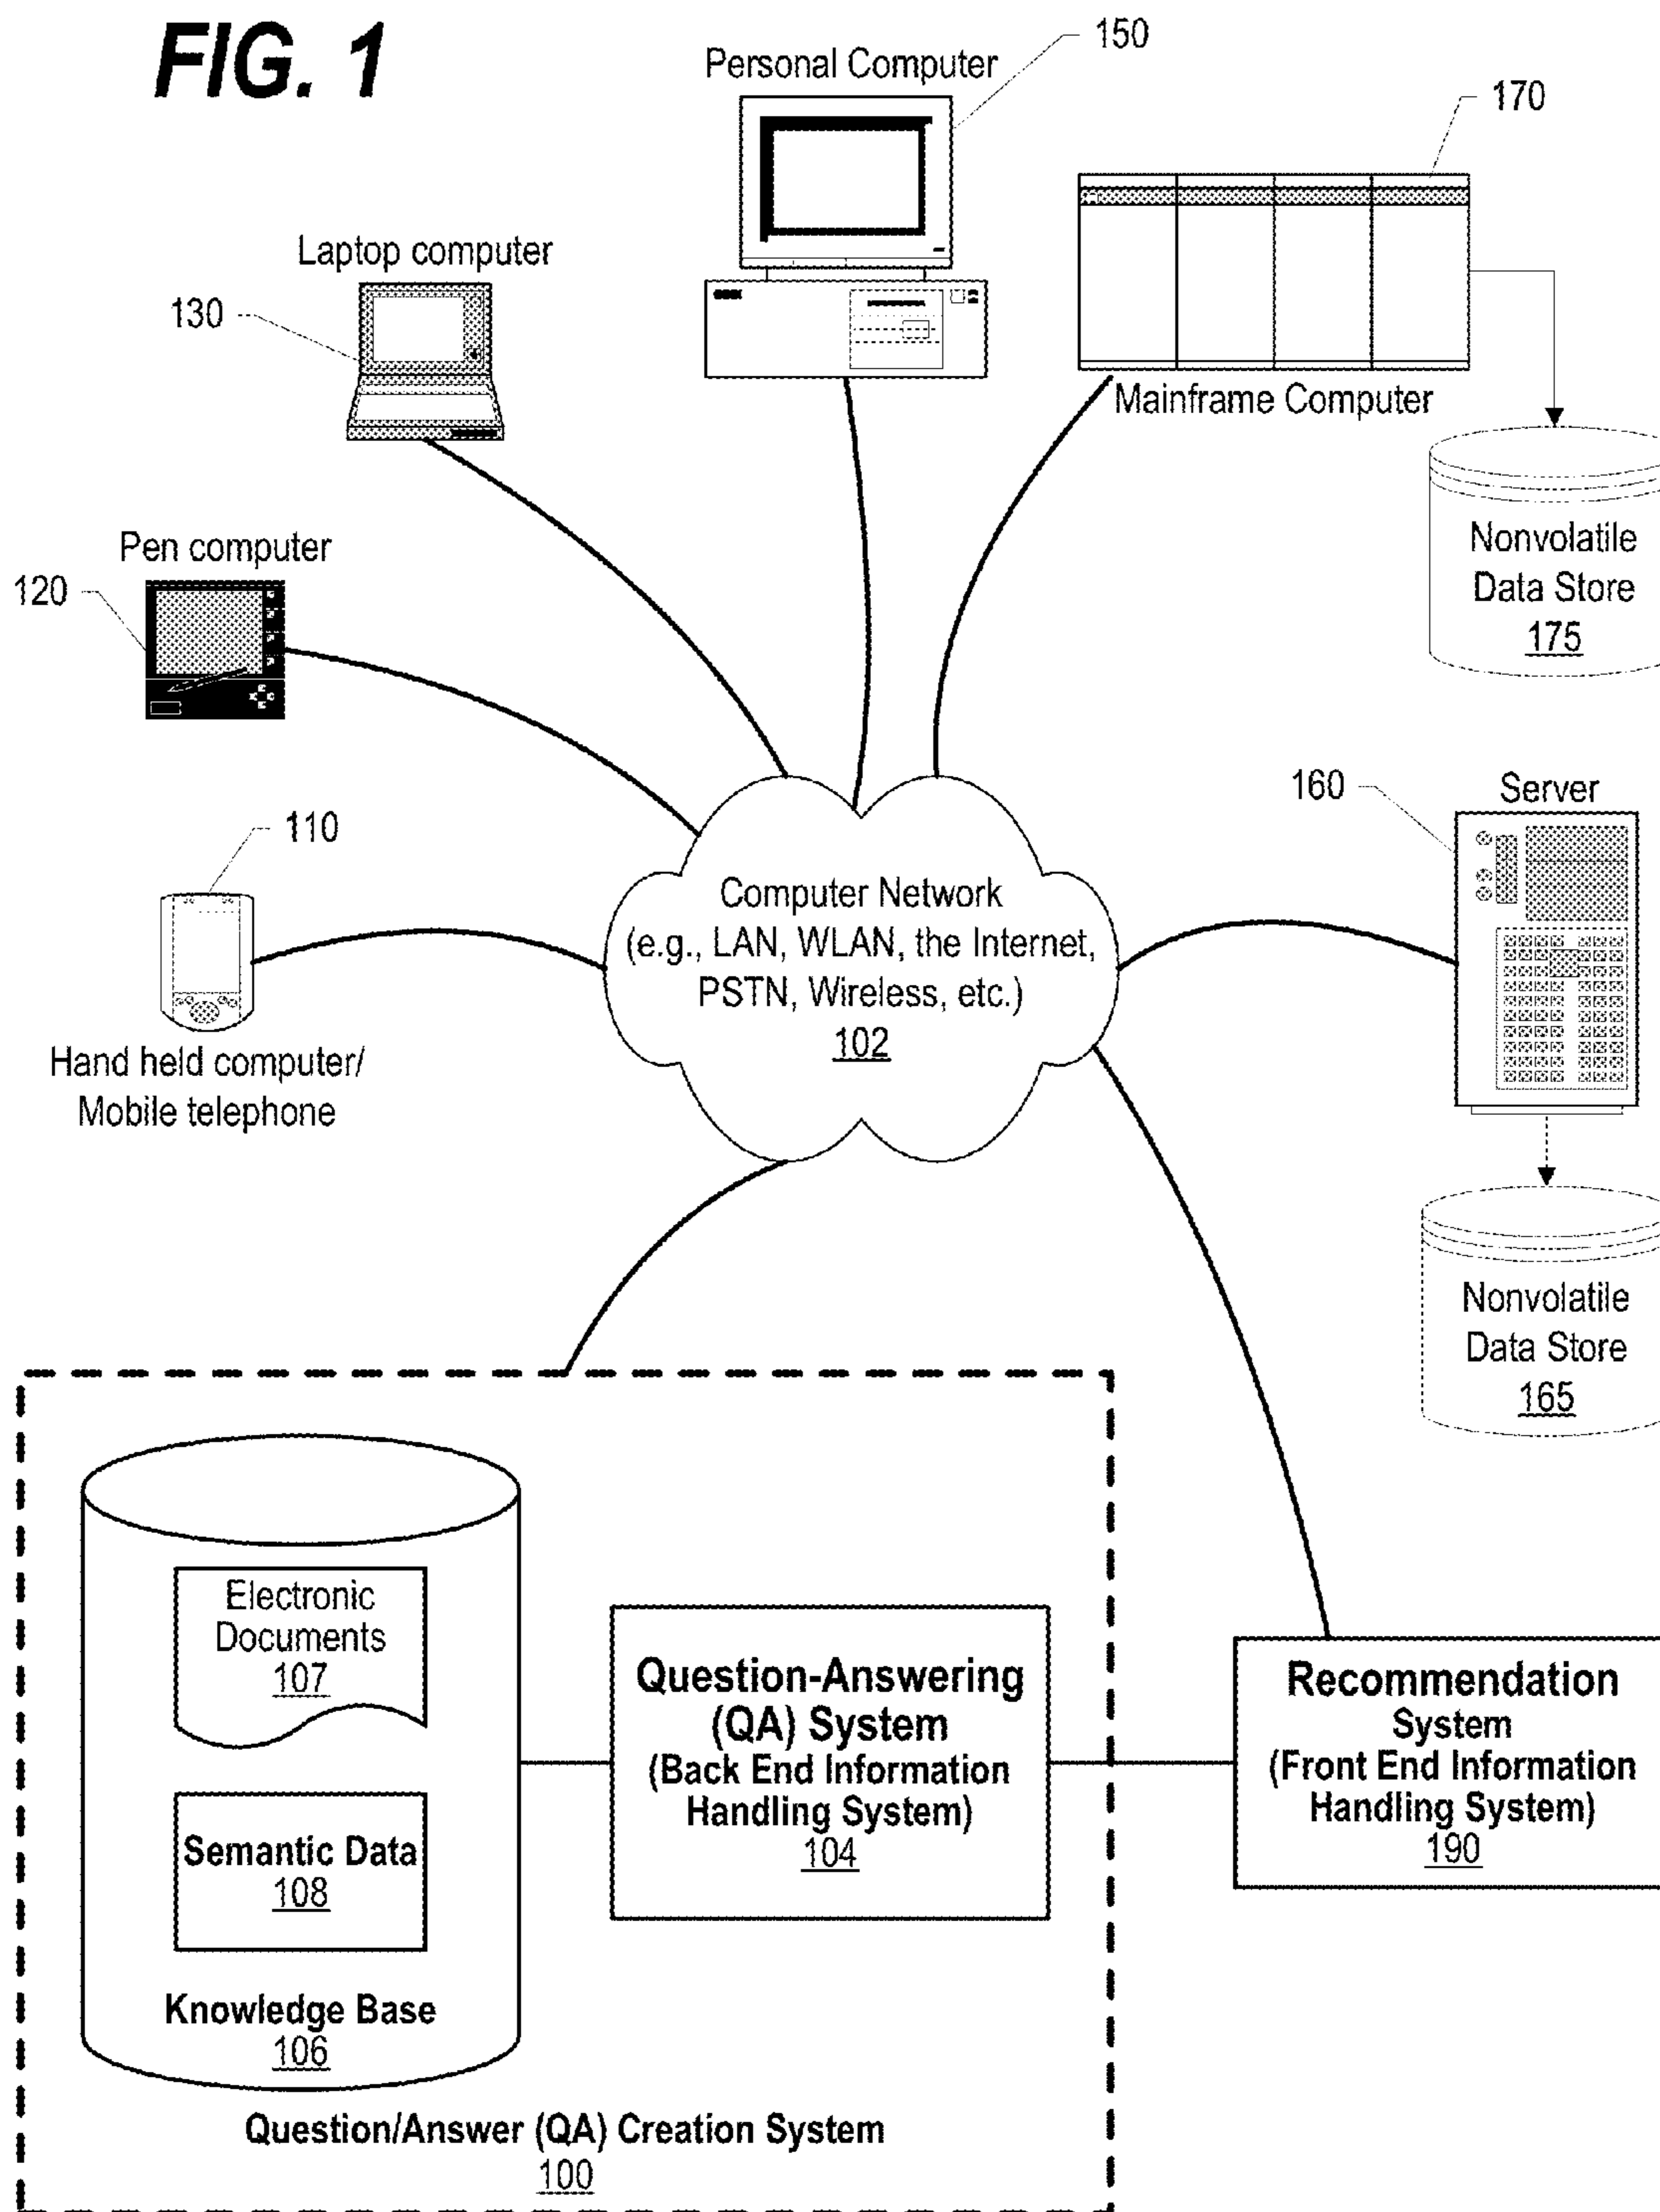 FIG. 1
Personal Computer
150
170
Laptop computer
130
Mainframe Computer
Nonvolatile
Data Store
175
Pen computer
120
160
Server
110
Hand held computer/
Mobile telephone
Computer Network
(e.g., LAN, WLAN, the Internet,
PSTN, Wireless, etc.)
102
Nonvolatile
Data Store
165
Electronic
Documents
107
Semantic Data
108
Knowledge Base
106
Question-Answering
(QA) System
(Back End Information
Handling System)
104
Recommendation
System
(Front End Information
Handling System)
190
Question/Answer (QA) Creation System
100